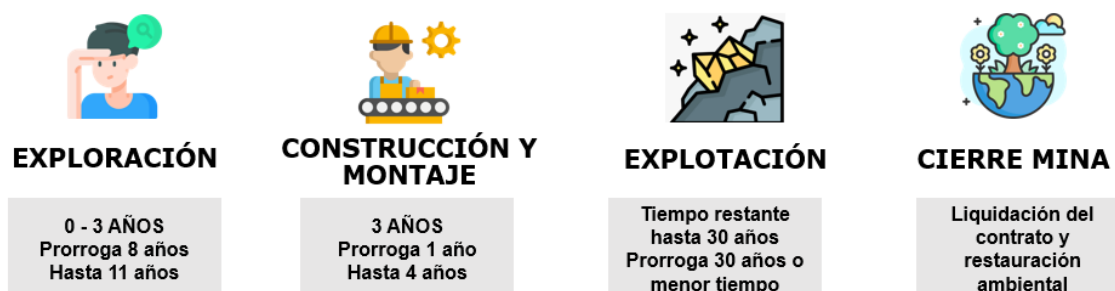 EXPLORACIÓN
0 - 3 AÑOS
Prorroga 8 años
Hasta 11 años
CONSTRUCCIÓN Y
MONTAJE
3 AÑOS
Prorroga 1 año
Hasta 4 años
EXPLOTACIÓN
Tiempo restante
hasta 30 años
Prorroga 30 años o
menor tiempo
CIERRE MINA
Liquidación del
contrato y
restauración
ambiental